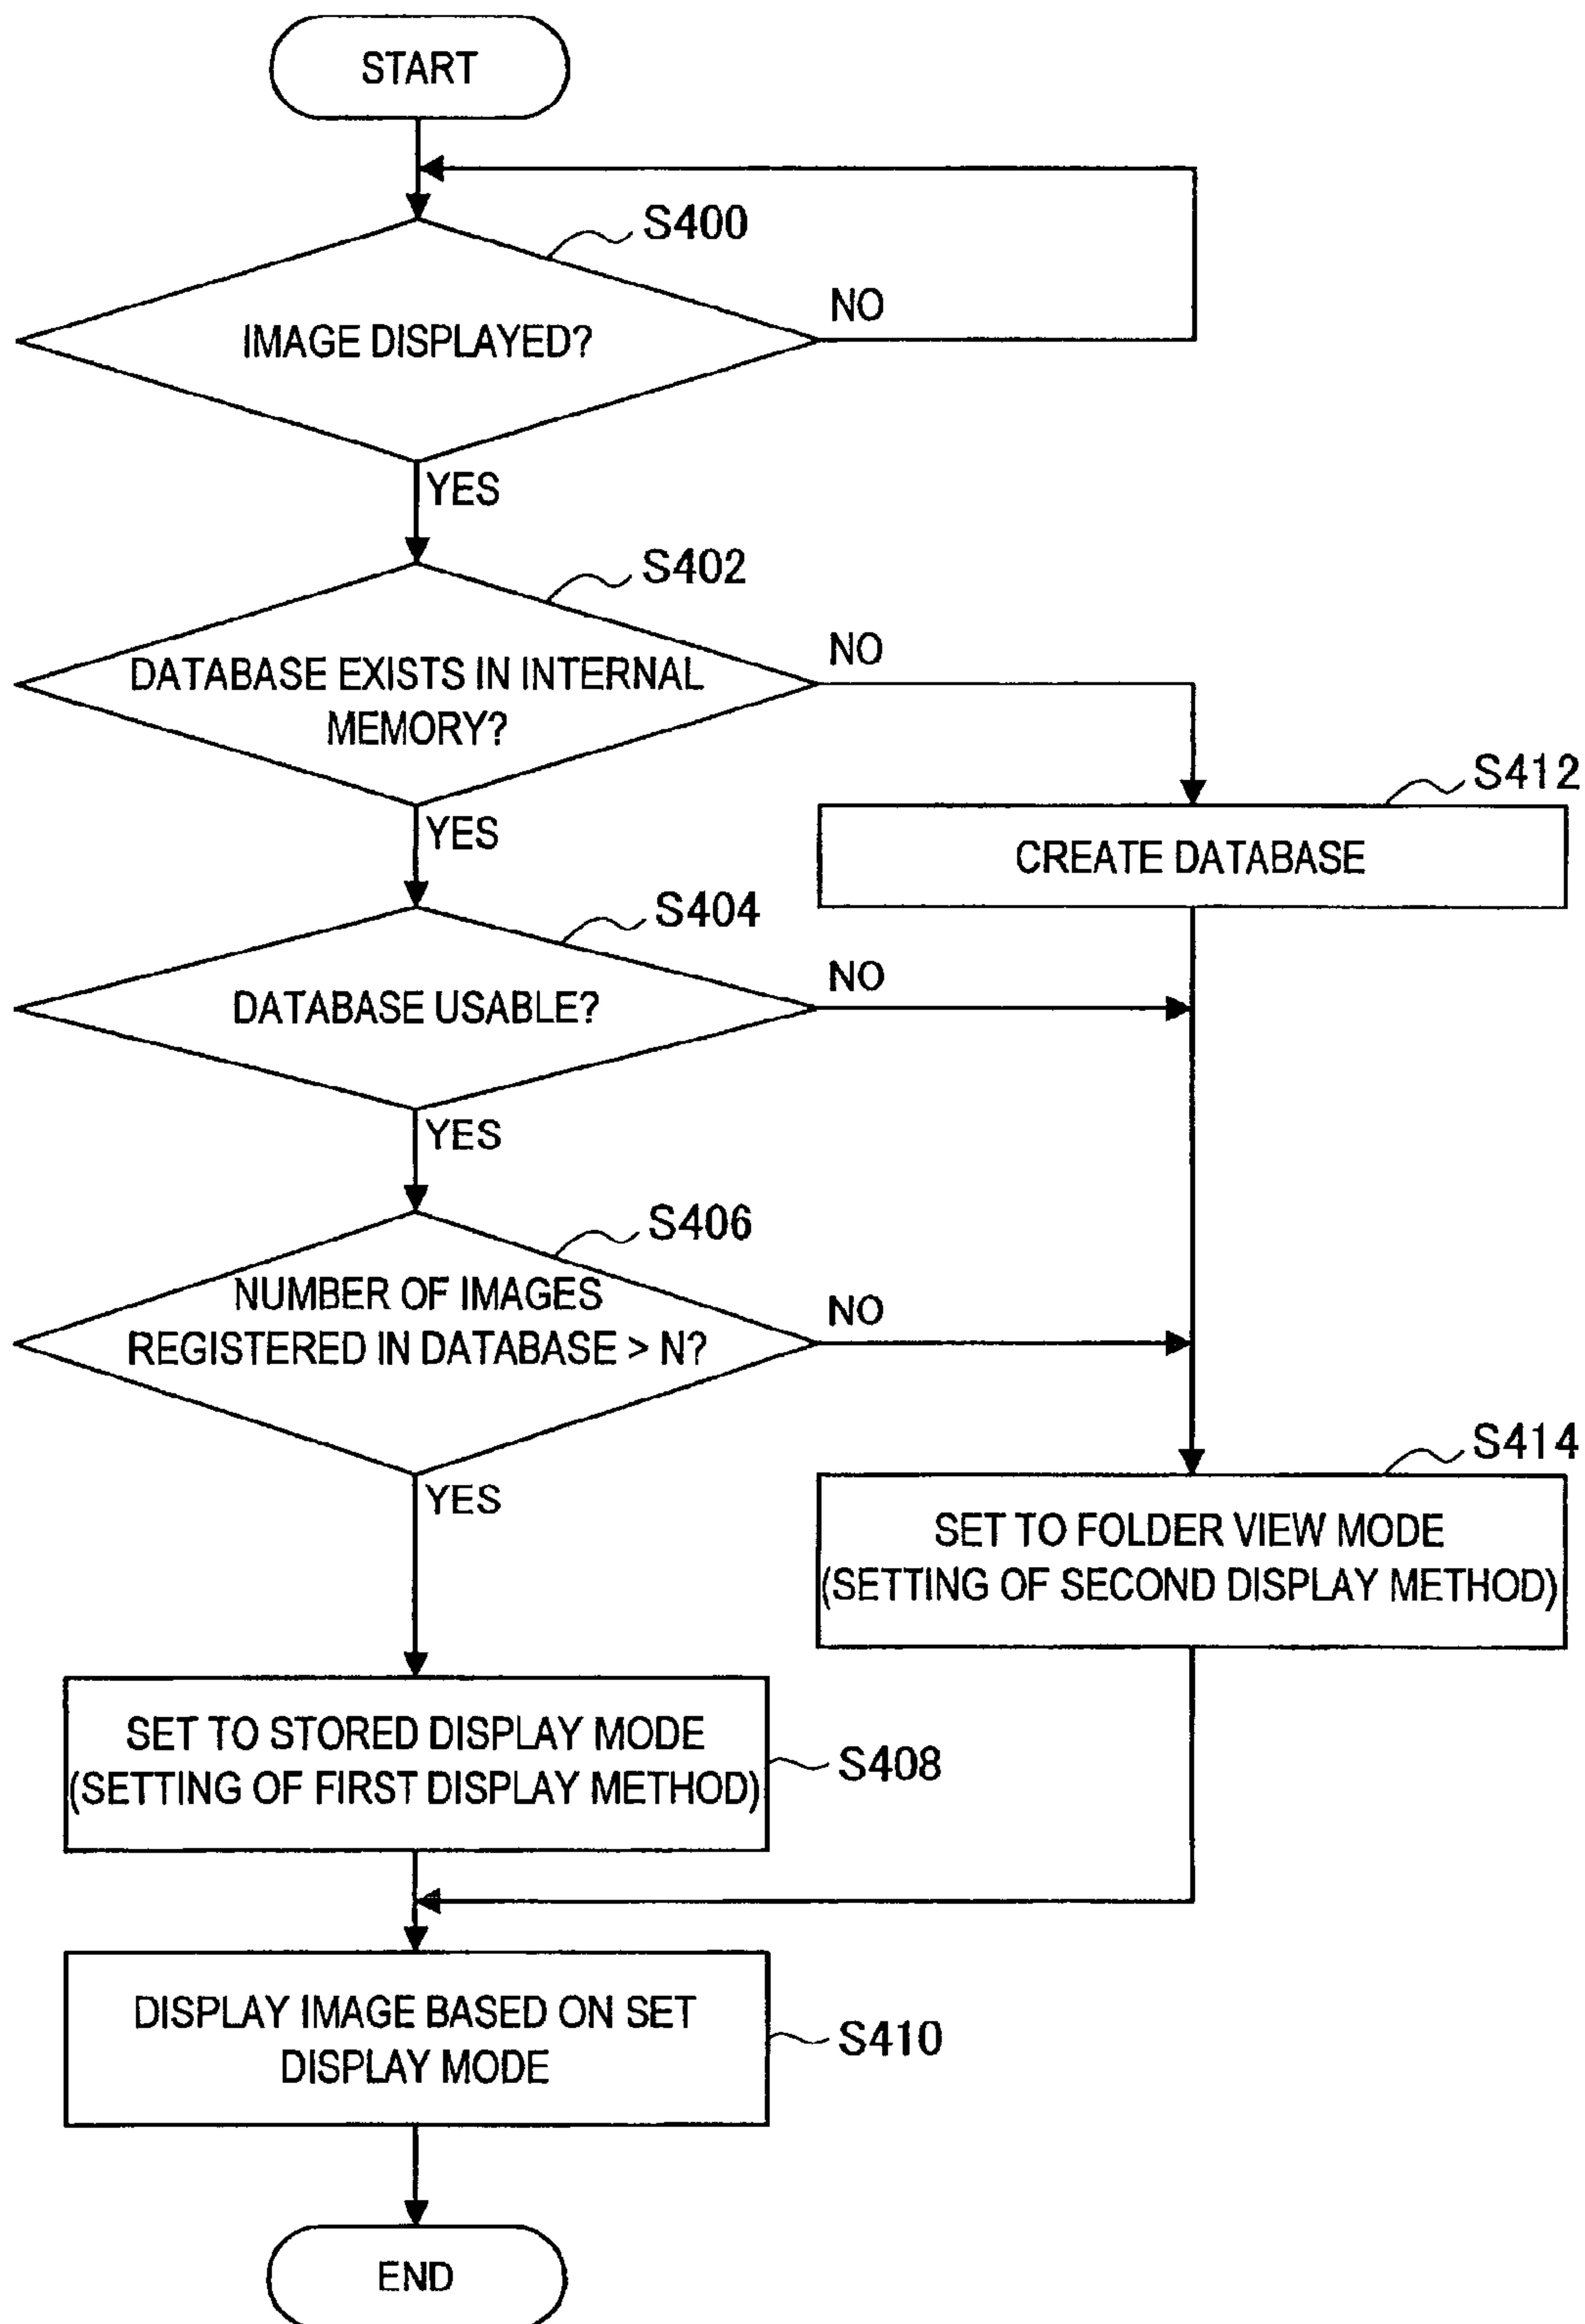 START
S400
NO
IMAGE DISPLAYED?
YES
S402
NO
DATABASE EXISTS IN INTERNAL
MEMORY?
S412
YES
CREATE DATABASE
S404
NO
DATABASE USABLE?
YES
S406
NUMBER OF IMAGES
NO
REGISTERED IN DATABASE > N?
S414
YES
SET TO FOLDER VIEW MODE
(SETTING OF SECOND DISPLAY METHOD)
SET TO STORED DISPLAY MODE
S408
(SETTING OF FIRST DISPLAY METHOD)
DISPLAY IMAGE BASED ON SET
S410
DISPLAY MODE
END